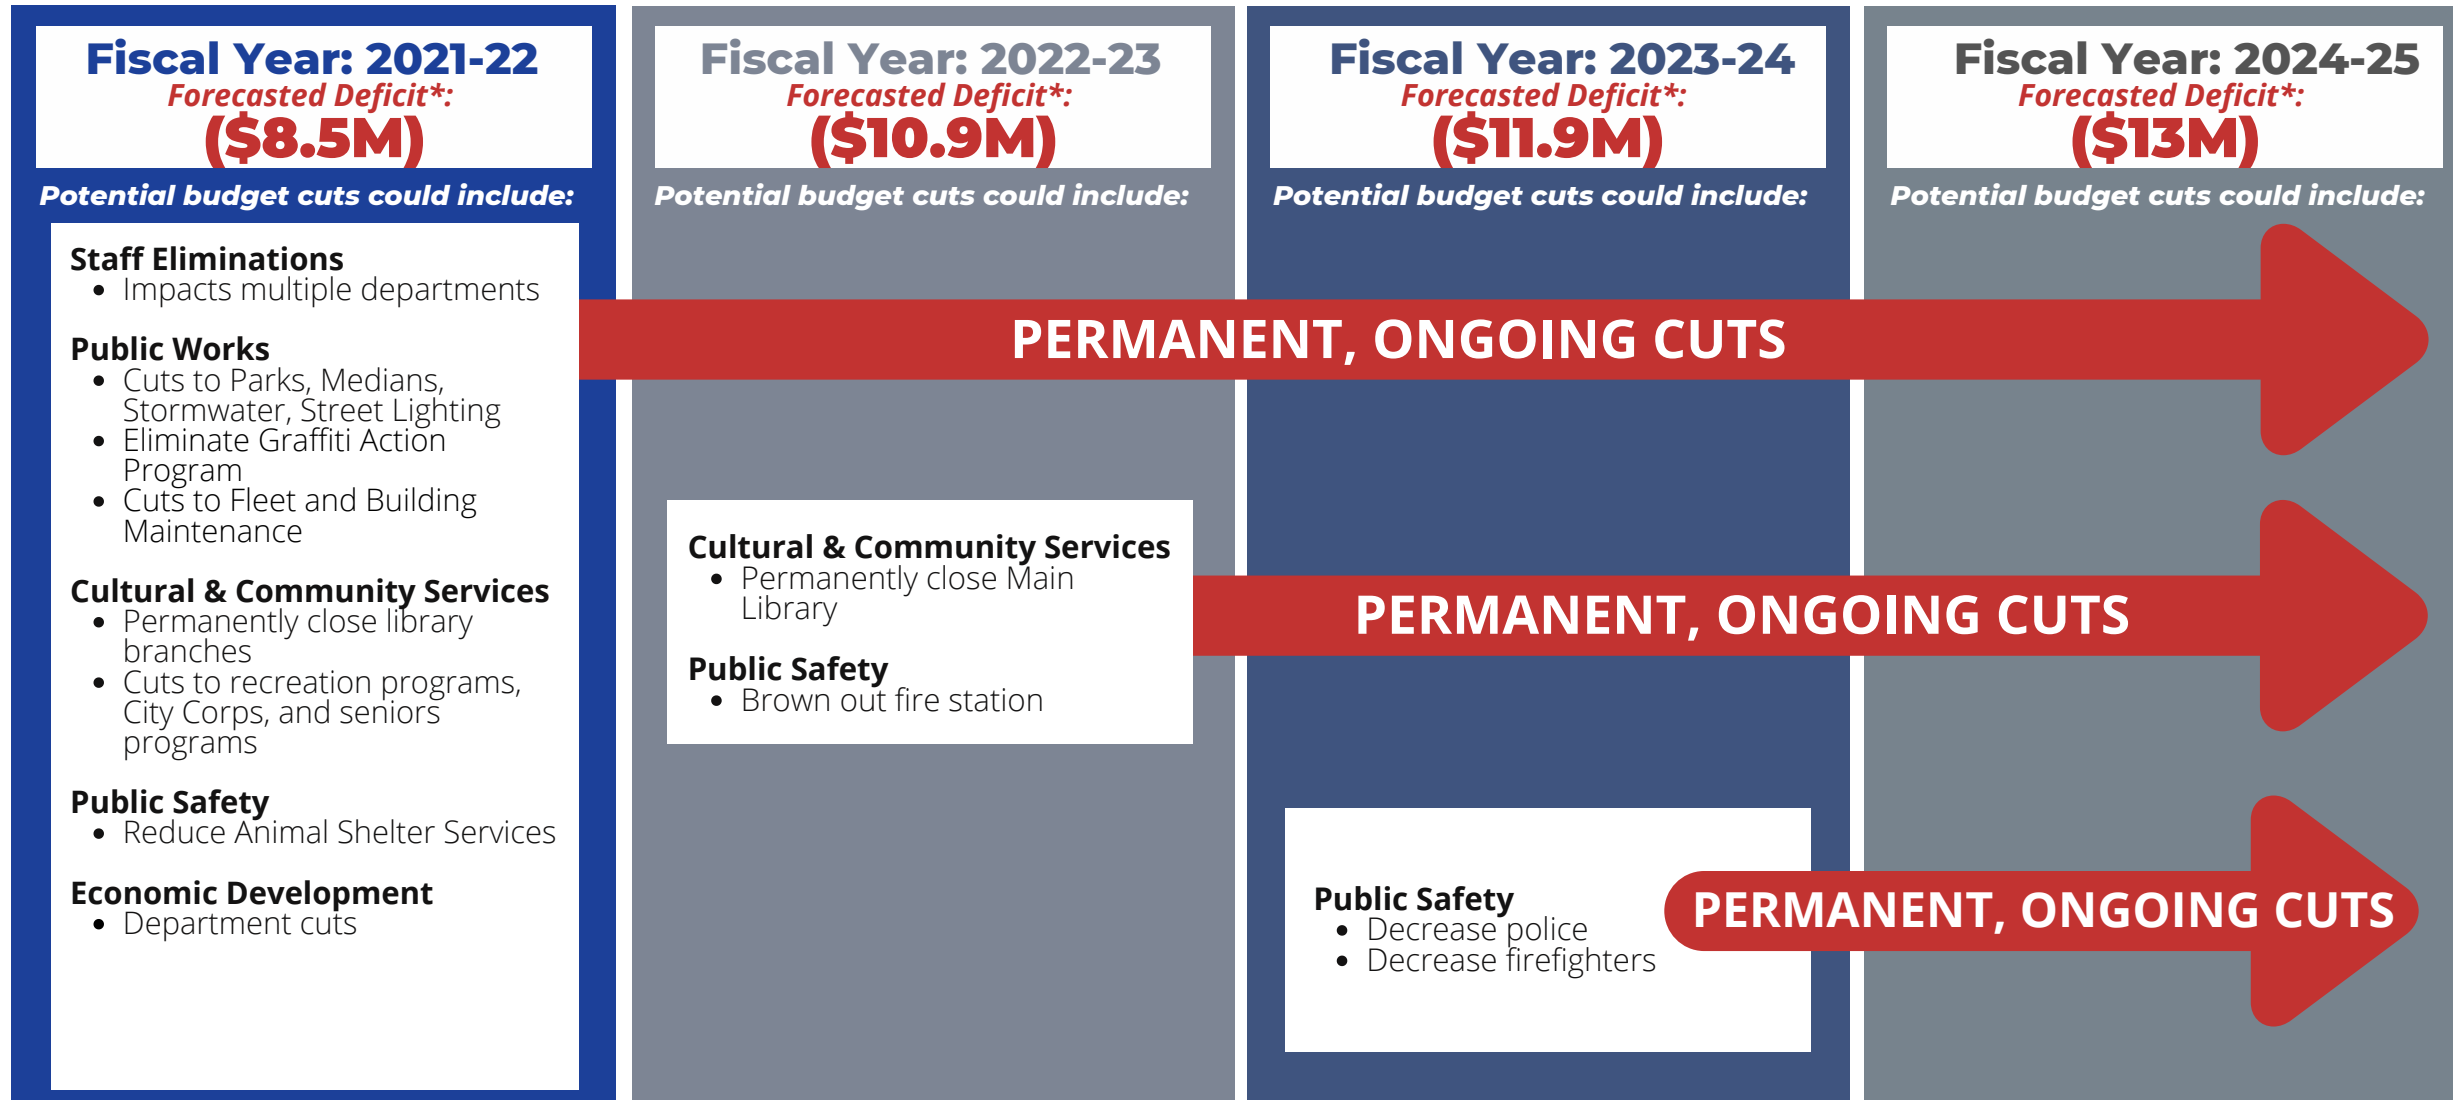 Fiscal Year: 2021-22
Forecasted Deficit*:
($8.5M)
Potential budget cuts could include:
Staff Eliminations
• Impacts multiple departments
Public Works
• Cuts to Parks, Medians,
Stormwater, Street Lighting
• Eliminate Graffiti Action
Program
• Cuts to Fleet and Building
Maintenance
Cultural & Community Services
• Permanently close library
branches
• Cuts to recreation programs,
City Corps, and seniors
programs
Public Safety
• Reduce Animal Shelter Services
Economic Development
• Department cuts
Fiscal Year: 2022-23
Forecasted Deficit*:
($10.9M)
Potential budget cuts could include:
PERMANENT, ONGOING CUTS
Cultural & Community Services
• Permanently close Main
Library
Public Safety
• Brown out fire station
Fiscal Year: 2023-24
Forecasted Deficit*:
($11.9M)
Potential budget cuts could include:
PERMANENT, ONGOING CUTS
Public Safety
• Decrease police
• Decrease firefighters
Fiscal Year: 2024-25
Forecasted Deficit*:
($13M)
Potential budget cuts could include:
PERMANENT, ONGOING CUTS